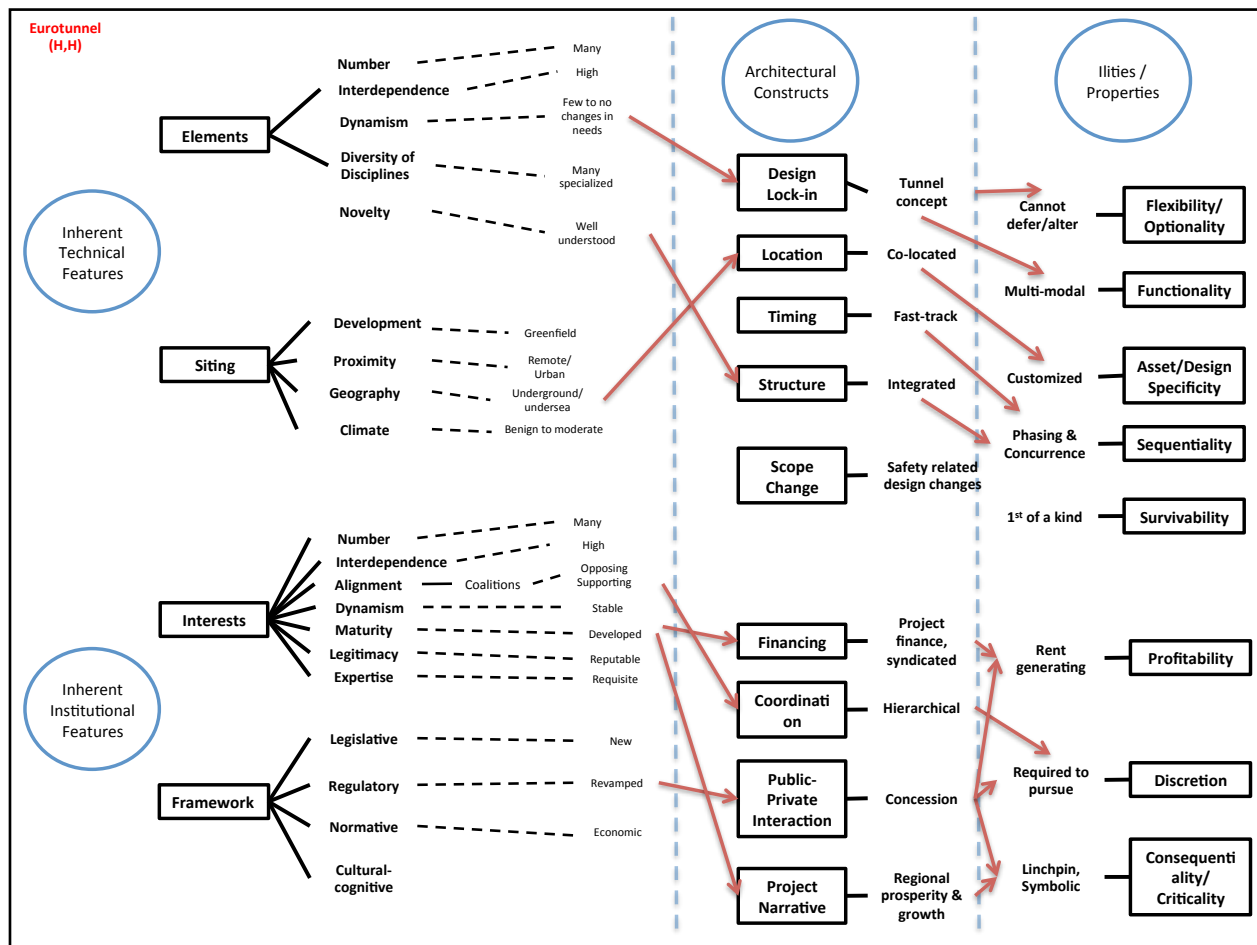 Eurotunnel
(H,H)
Inherent
Technical
Features
Elements
Number
Many
Interdependence
High
Dynamism
Few to no
changes in
needs
Diversity of
Disciplines
Many
specialized
Novelty
Well
understood
Siting
Development
Greenfield
Proximity
Remote/
Urban
Geography
Underground/
undersea
Climate
Benign to moderate
Inherent
Institutional
Features
Interests
Number
Many
Interdependence
High
Alignment
Coalitions
Opposing
Supporting
Dynamism
Stable
Maturity
Developed
Legitimacy
Reputable
Expertise
Requisite
Framework
Legislative
New
Regulatory
Revamped
Normative
Economic
Cultural-
cognitive
Architectural
Constructs
Design
Lock-in
Tunnel
concept
Location
Co-located
Timing
Fast-track
Structure
Integrated
Scope
Change
Safety related
design changes
Financing
Project
finance,
syndicated
Coordinati
on
Hierarchical
Public-
Private
Interaction
Concession
Project
Narrative
Regional
prosperity &
growth
Ilities /
Properties
Cannot
defer/alter
Flexibility/
Optionality
Multi-modal
Functionality
Customized
Asset/Design
Specificity
Phasing &
Concurrence
Sequentiality
1st of a kind
Survivability
Rent
generating
Profitability
Required to
pursue
Discretion
Linchpin,
Symbolic
Consequenti
ality/
Criticality